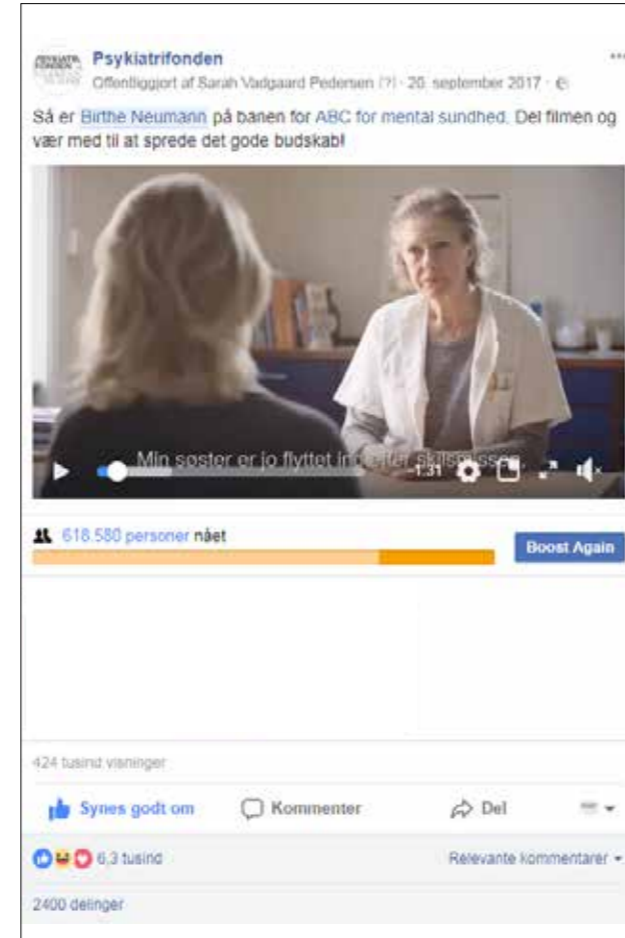 PSYKIATRI
FONDEN
Psykiatrifonden
Offentliggjort af Sarah Vadgaard Pedersen [?] · 20. september 2017 ·
Så er Birthe Neumann på banen for ABC for mental sundhed. Del filmen og
vær med til at sprede det gode budskab!
Min søster er jo flyttet ind efter skilsmissen,
-1:31
618.580 personer nået
Boost Again
424 tusind visninger
Synes godt om Kommenter Del
6,3 tusind Relevante kommentarer
2400 delinger